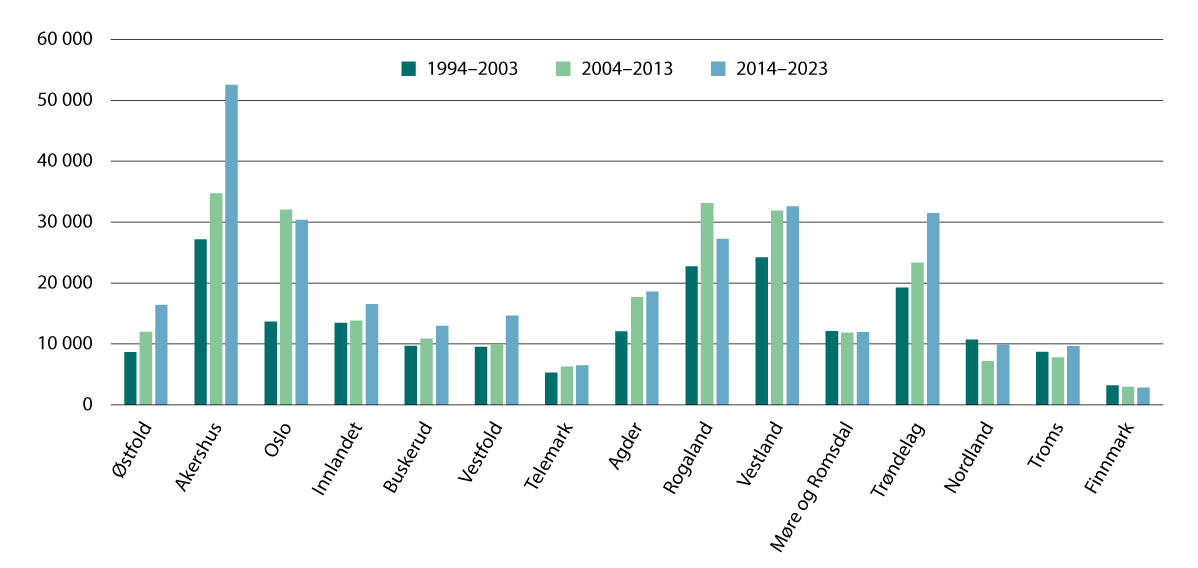 60 000
1994–2003 2004–2013 2014–2023
50 000
40 000
30 000
20 000
10 000
0
Østfold
Akershus
Oslo
Innlandet
Buskerud
Vestfold
Telemark
Agder
Rogaland
Vestland
Møre og Romsdal
Trøndelag
Nordland
Troms
Finnmark